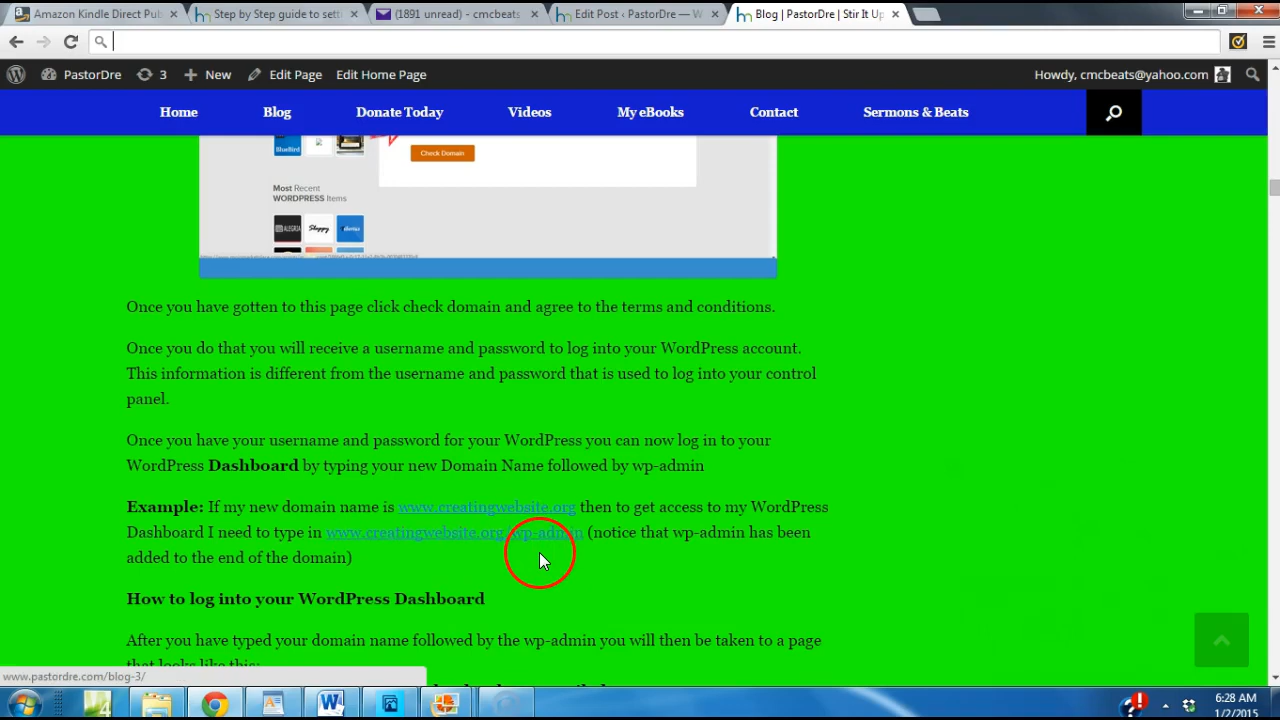 Amazon Kindle Direct Pub
Step by Step guide to sett
(1891 unread) - cmcbeats
Edit Post ‹ PastorDre — W
Blog | PastorDre | Stir It Up
PastorDre 3 New Edit Page Edit Home Page Howdy, cmcbeats@yahoo.com
Home Blog Donate Today Videos My eBooks Contact Sermons & Beats
BlueBird
Check Domain
Most Recent
WORDPRESS Items
ALEGRIA Shoppy
Once you have gotten to this page click check domain and agree to the terms and conditions.
Once you do that you will receive a username and password to log into your WordPress account.
This information is different from the username and password that is used to log into your control
panel.
Once you have your username and password for your WordPress you can now log in to your
WordPress Dashboard by typing your new Domain Name followed by wp-admin
Example: If my new domain name is www.creatingwebsite.org then to get access to my WordPress
Dashboard I need to type in www.creatingwebsite.org/wp-admin (notice that wp-admin has been
added to the end of the domain)
How to log into your WordPress Dashboard
After you have typed your domain name followed by the wp-admin you will then be taken to a page
that looks like this:
www.pastordre.com/blog-3/
6:28 AM
1/2/2015